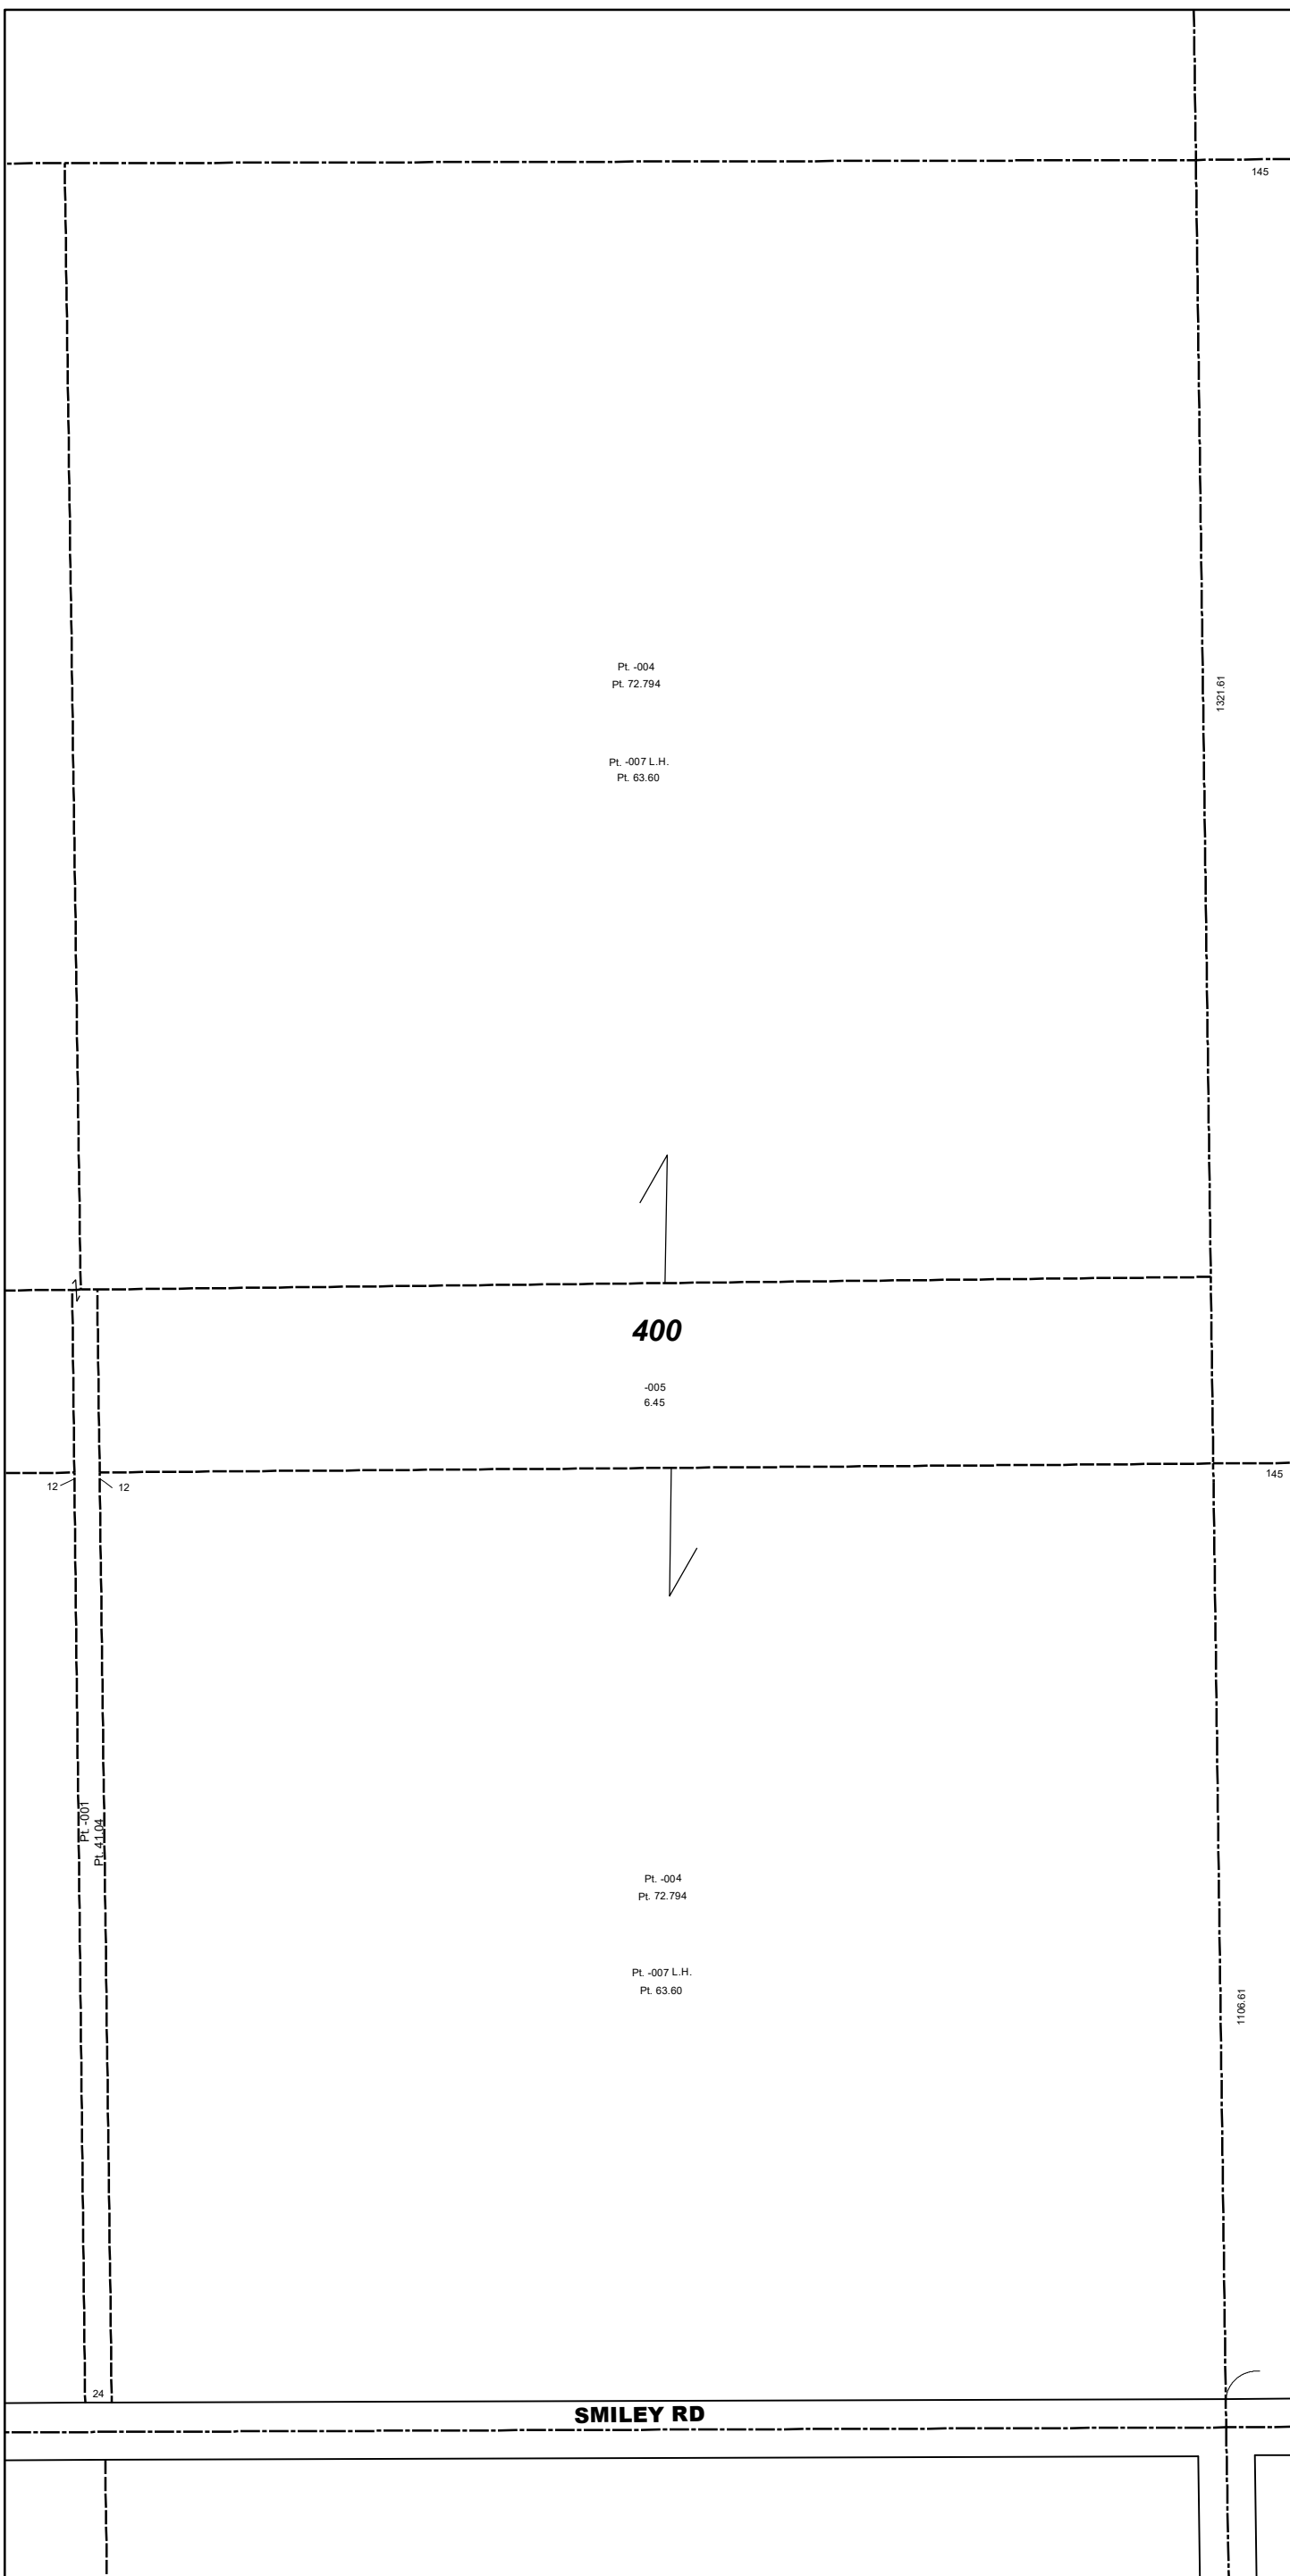 145
Pt. -004
Pt. 72.794
1321.61
Pt. -007 L.H.
Pt. 63.60
400
-005
6.45
145
12
12
Pt. -001
Pt. 41.04
Pt. -004
Pt. 72.794
Pt. -007 L.H.
Pt. 63.60
1106.61
24
SMILEY RD